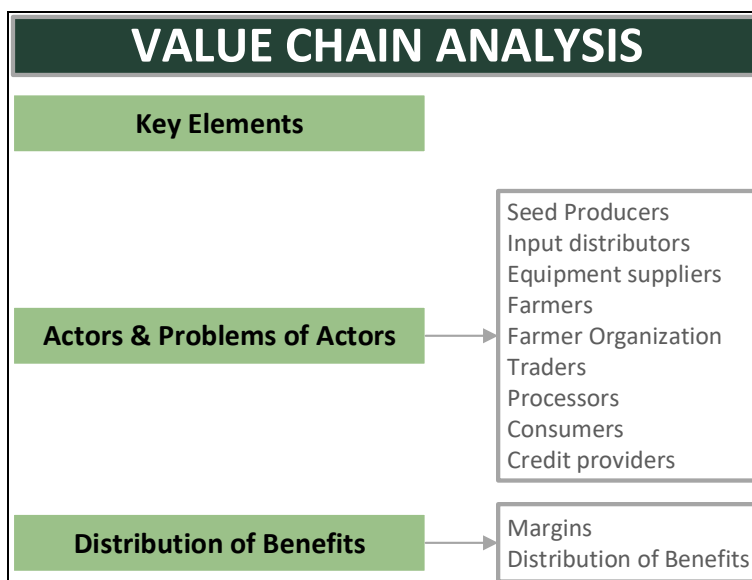 VALUE CHAIN ANALYSIS
Key Elements
Actors & Problems of Actors
Seed Producers
Input distributors
Equipment suppliers
Farmers
Farmer Organization
Traders
Processors
Consumers
Credit providers
Distribution of Benefits
Margins
Distribution of Benefits